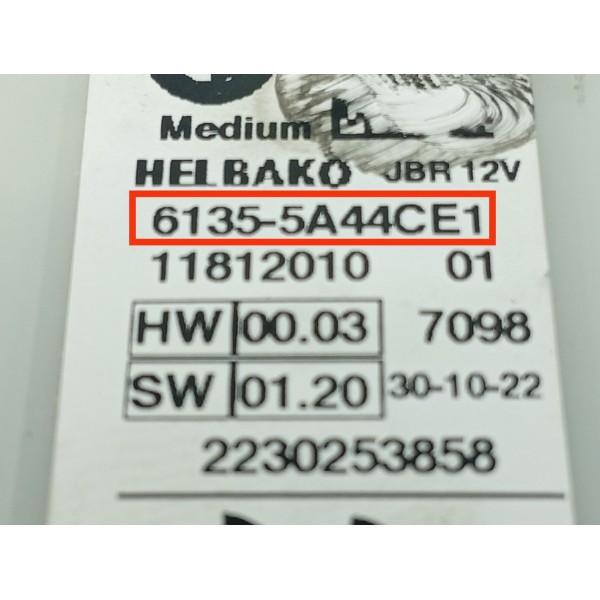 Medium
HELBAKO JBR 12V
6135-5A44CE1
11812010 01
HW 00.03 7098
SW 01.20 30-10-22
2230253858